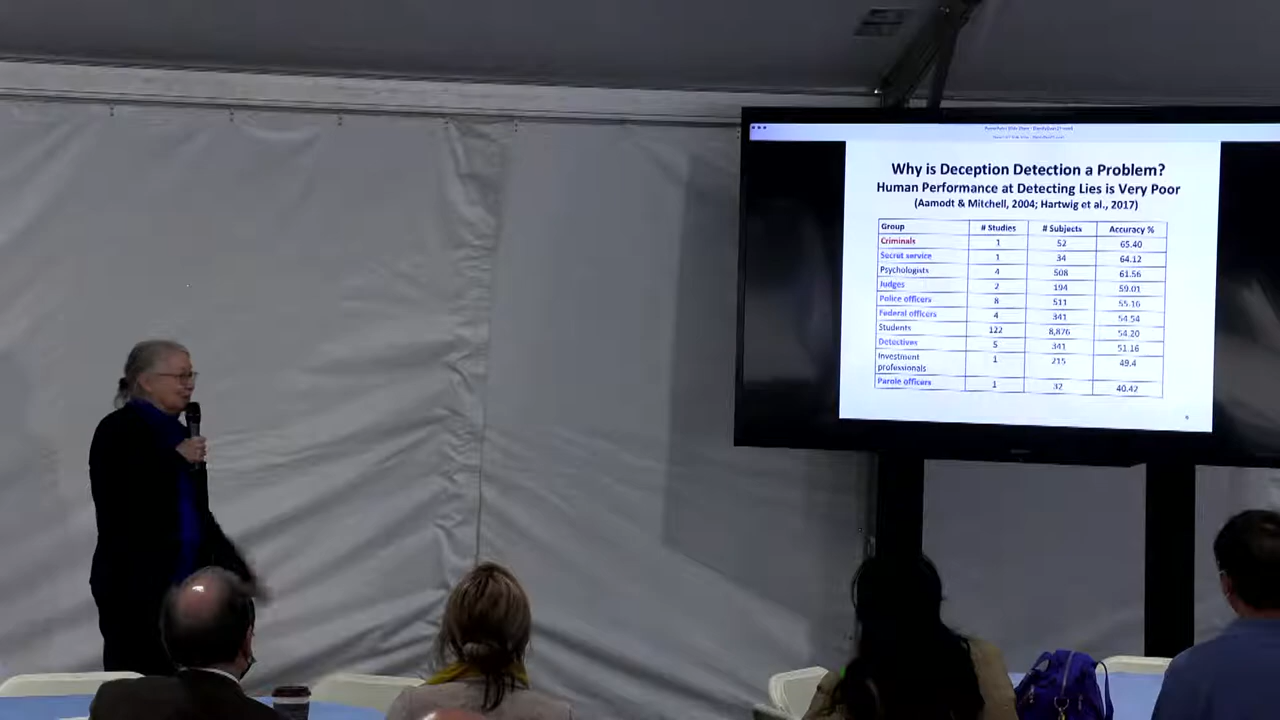 Why is Deception Detection a Problem?
Human Performance at Detecting Lies is Very Poor
(Aamodt & Mitchell, 2004; Hartwig et al., 2017)
Group # Studies # Subjects Accuracy %
Criminals 1 52 65.40
Secret service 1 34 64.12
Psychologists 4 508 61.56
Judges 2 194 59.01
Police officers 8 511 55.16
Federal officers 4 341 54.54
Students 122 8,876 54.20
Detectives 5 341 51.16
Investment professionals 1 215 49.4
Parole officers 1 32 40.42